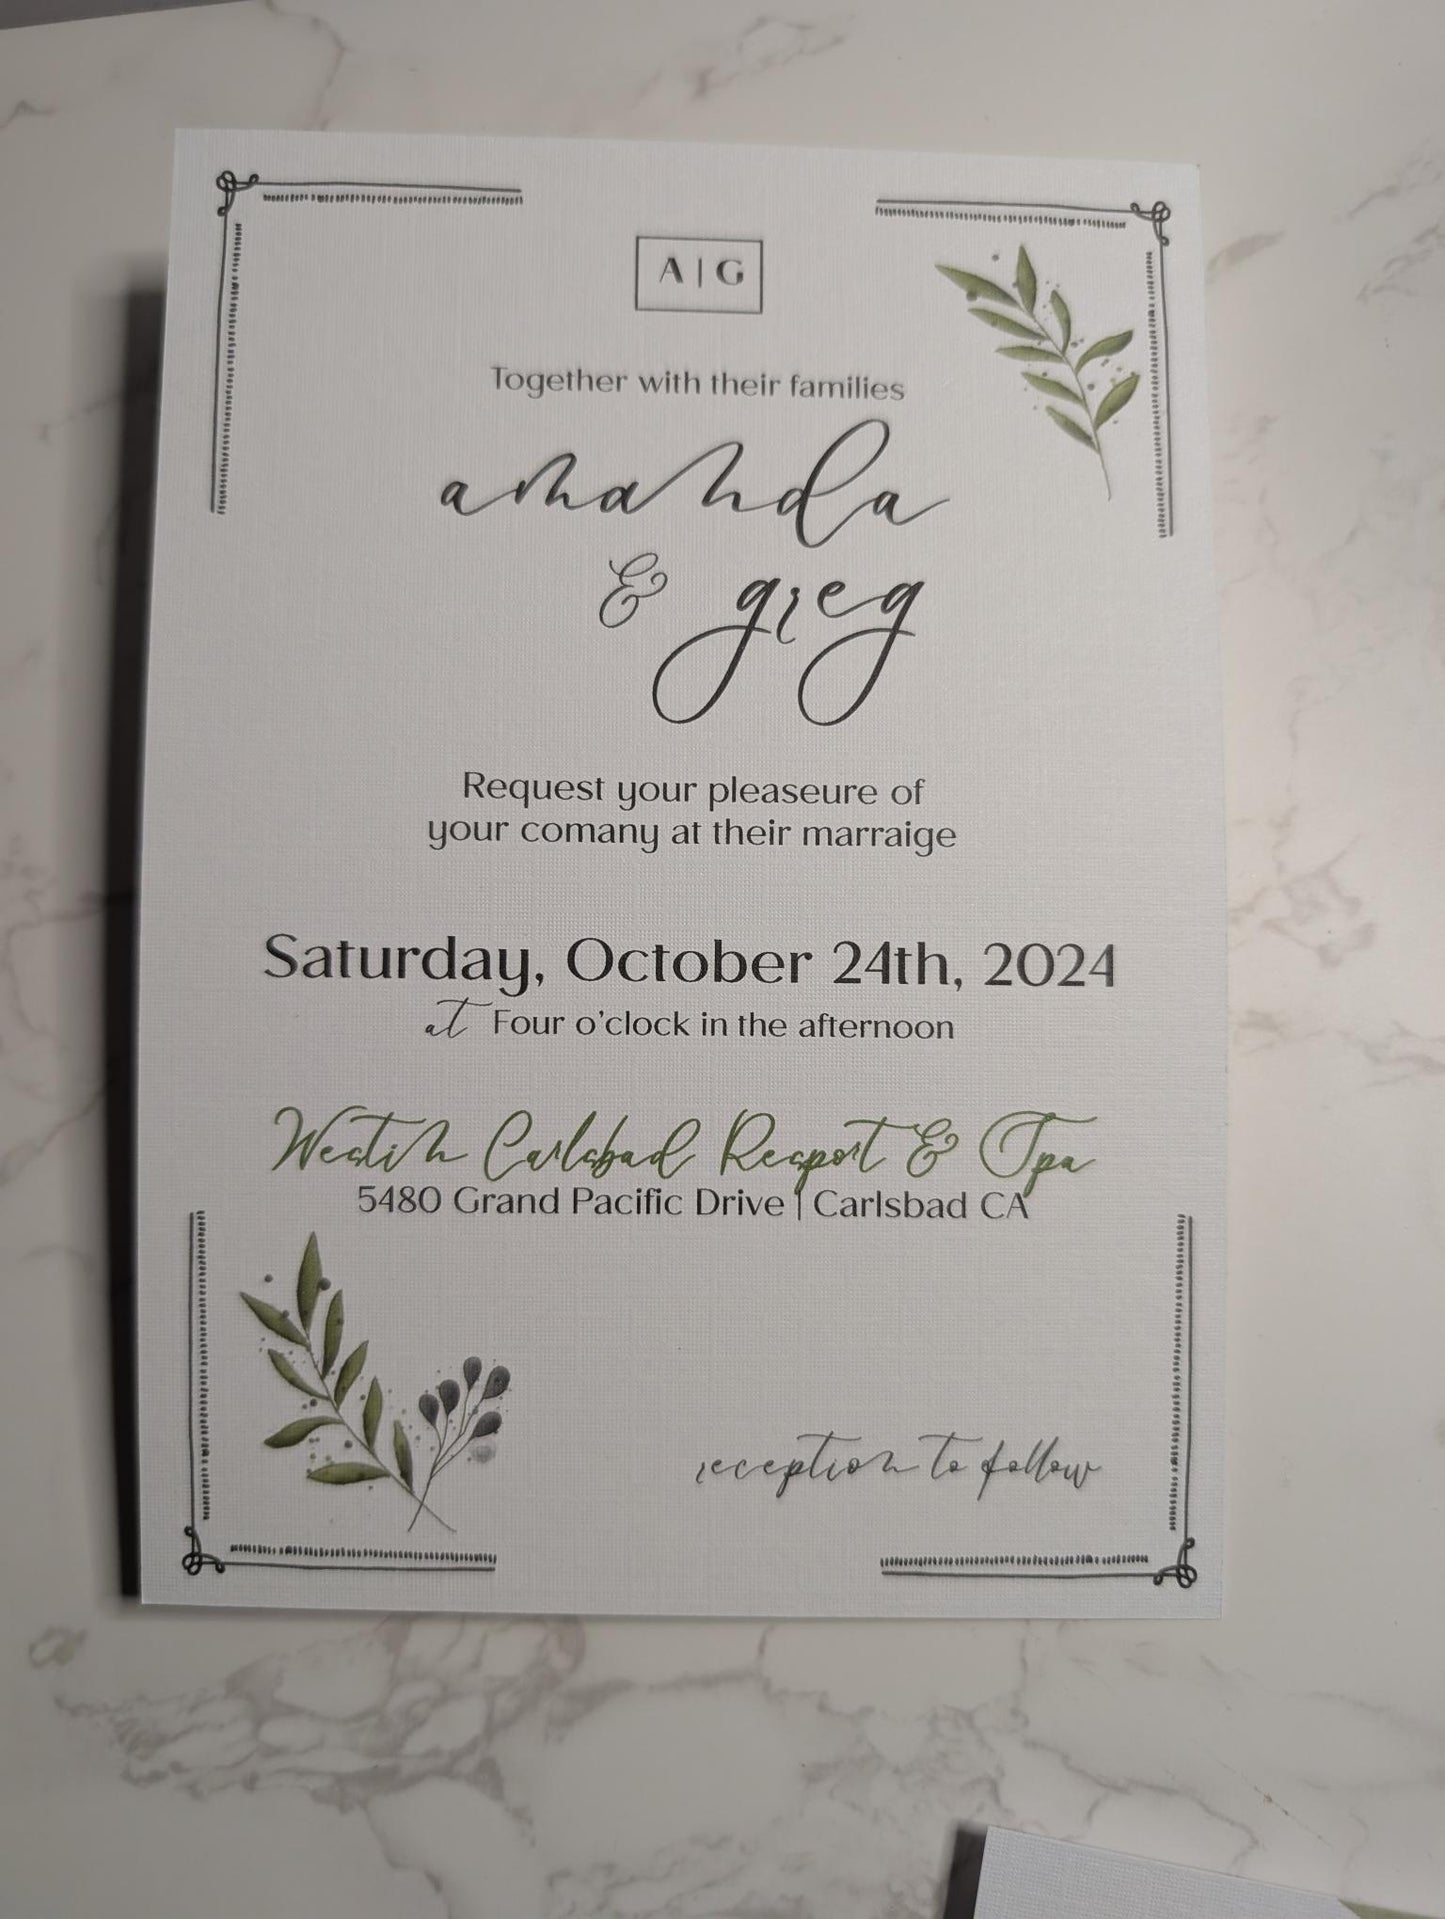 A | G
Together with their families
amanda
& greg
Request your pleaseure of
your comany at their marraige
Saturday, October 24th, 2024
at Four o'clock in the afternoon
Westin Carlsbad Resport & Spa
5480 Grand Pacific Drive | Carlsbad CA
reception to follow